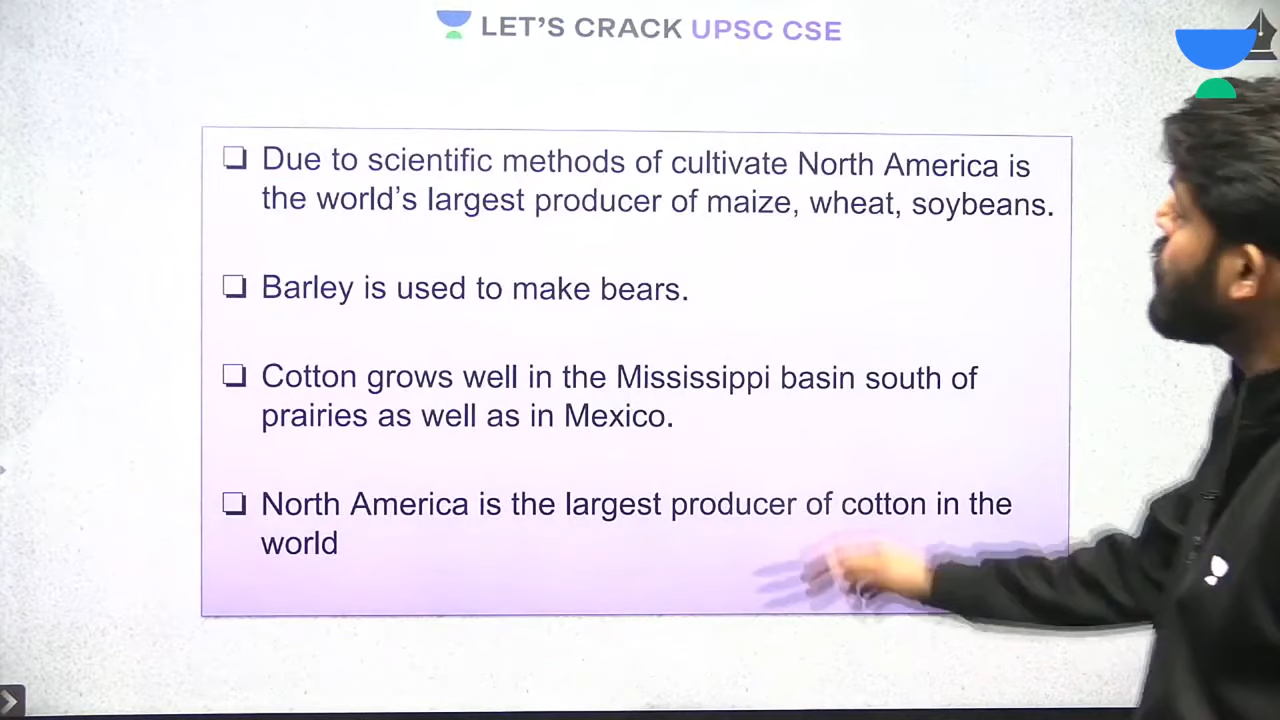 LET'S CRACK UPSC CSE
Due to scientific methods of cultivate North America is
the world's largest producer of maize, wheat, soybeans.
Barley is used to make bears.
Cotton grows well in the Mississippi basin south of
prairies as well as in Mexico.
North America is the largest producer of cotton in the
world